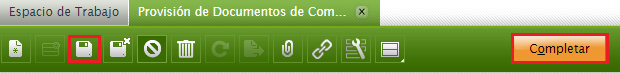 Espacio de Trabajo
Provisión de Documentos de Com...
Completar